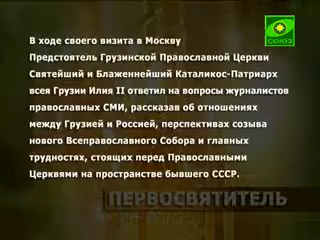 СОЮЗ
В ходе своего визита в Москву
Предстоятель Грузинской Православной Церкви
Святейший и Блаженнейший Каталикос-Патриарх
всея Грузии Илия II ответил на вопросы журналистов
православных СМИ, рассказав об отношениях
между Грузией и Россией, перспективах созыва
нового Всеправославного Собора и главных
трудностях, стоящих перед Православными
Церквями на пространстве бывшего СССР.
ПЕРВОСВЯТИТЕЛЬ